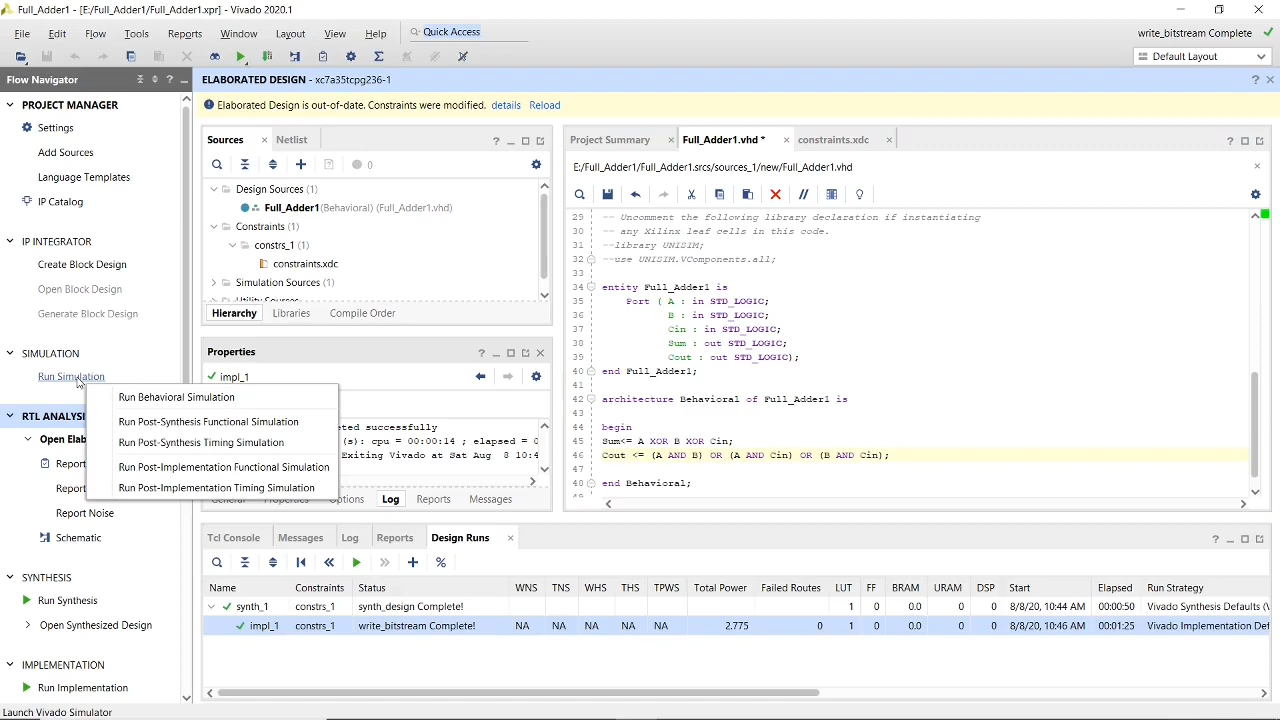 Full_Adder1 - [E:/Full_Adder1/Full_Adder1.xpr] - Vivado 2020.1
File Edit Flow Tools Reports Window Layout View Help Quick Access
write_bitstream Complete
Default Layout
Flow Navigator
PROJECT MANAGER
Settings
Add Sources
Language Templates
IP Catalog
IP INTEGRATOR
Create Block Design
Open Block Design
Generate Block Design
SIMULATION
Run Simulation
Run Behavioral Simulation
Run Post-Synthesis Functional Simulation
Run Post-Synthesis Timing Simulation
Run Post-Implementation Functional Simulation
Run Post-Implementation Timing Simulation
RTL ANALYSI
Open Elab
Report
Report
Report Noise
Schematic
SYNTHESIS
Run Synthesis
Open Synthesized Design
IMPLEMENTATION
Run Implementation
Launch Vivado Simulator
ELABORATED DESIGN - xc7a35tcpg236-1
Elaborated Design is out-of-date. Constraints were modified. details Reload
Sources Netlist
0
Design Sources (1)
Full_Adder1(Behavioral) (Full_Adder1.vhd)
Constraints (1)
constrs_1 (1)
constraints.xdc
Simulation Sources (1)
Hierarchy Libraries Compile Order
Properties
impl_1
eted successfully
(s): cpu = 00:00:14 ; elapsed = 0
Exiting Vivado at Sat Aug 8 10:4
General Properties Options Log Reports Messages
Project Summary Full_Adder1.vhd * constraints.xdc
E:/Full_Adder1/Full_Adder1.srcs/sources_1/new/Full_Adder1.vhd
29 -- Uncomment the following library declaration if instantiating
30 -- any Xilinx leaf cells in this code.
31 --library UNISIM;
32 --use UNISIM.VComponents.all;
33
34 entity Full_Adder1 is
35 Port ( A : in STD_LOGIC;
36 B : in STD_LOGIC;
37 Cin : in STD_LOGIC;
38 Sum : out STD_LOGIC;
39 Cout : out STD_LOGIC);
40 end Full_Adder1;
41
42 architecture Behavioral of Full_Adder1 is
43
44 begin
45 Sum<= A XOR B XOR Cin;
46 Cout <= (A AND B) OR (A AND Cin) OR (B AND Cin);
47
48 end Behavioral;
Tcl Console Messages Log Reports Design Runs
Name Constraints Status WNS TNS WHS THS TPWS Total Power Failed Routes LUT FF BRAM URAM DSP Start Elapsed Run Strategy
synth_1 constrs_1 synth_design Complete! 1 0 0.0 0 0 8/8/20, 10:44 AM 00:00:50 Vivado Synthesis Defaults (V
impl_1 constrs_1 write_bitstream Complete! NA NA NA NA NA 2.775 0 1 0 0.0 0 0 8/8/20, 10:46 AM 00:01:25 Vivado Implementation Def